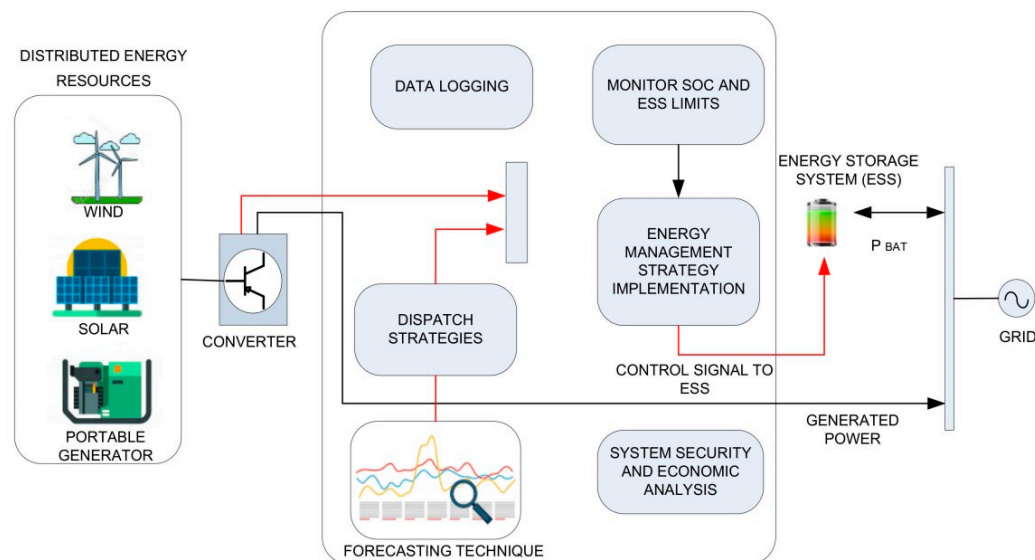 DISTRIBUTED ENERGY
RESOURCES
WIND
SOLAR
PORTABLE
GENERATOR
CONVERTER
DATA LOGGING
DISPATCH
STRATEGIES
FORECASTING TECHNIQUE
MONITOR SOC AND
ESS LIMITS
ENERGY
MANAGEMENT
STRATEGY
IMPLEMENTATION
CONTROL SIGNAL TO
ESS
SYSTEM SECURITY
AND ECONOMIC
ANALYSIS
ENERGY STORAGE
SYSTEM (ESS)
P BAT
GENERATED
POWER
GRID